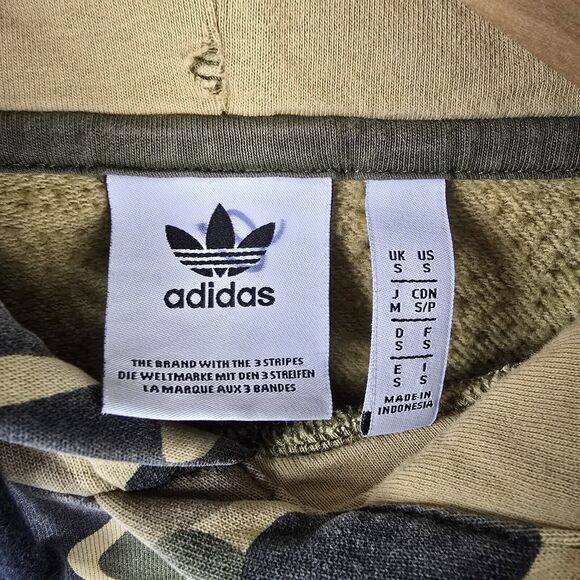 adidas
THE BRAND WITH THE 3 STRIPES
DIE WELTMARKE MIT DEN 3 STREIFEN
LA MARQUE AUX 3 BANDES
UK US
S S
J CDN
M S/P
D F
S S
E I
S S
MADE IN
INDONESIA